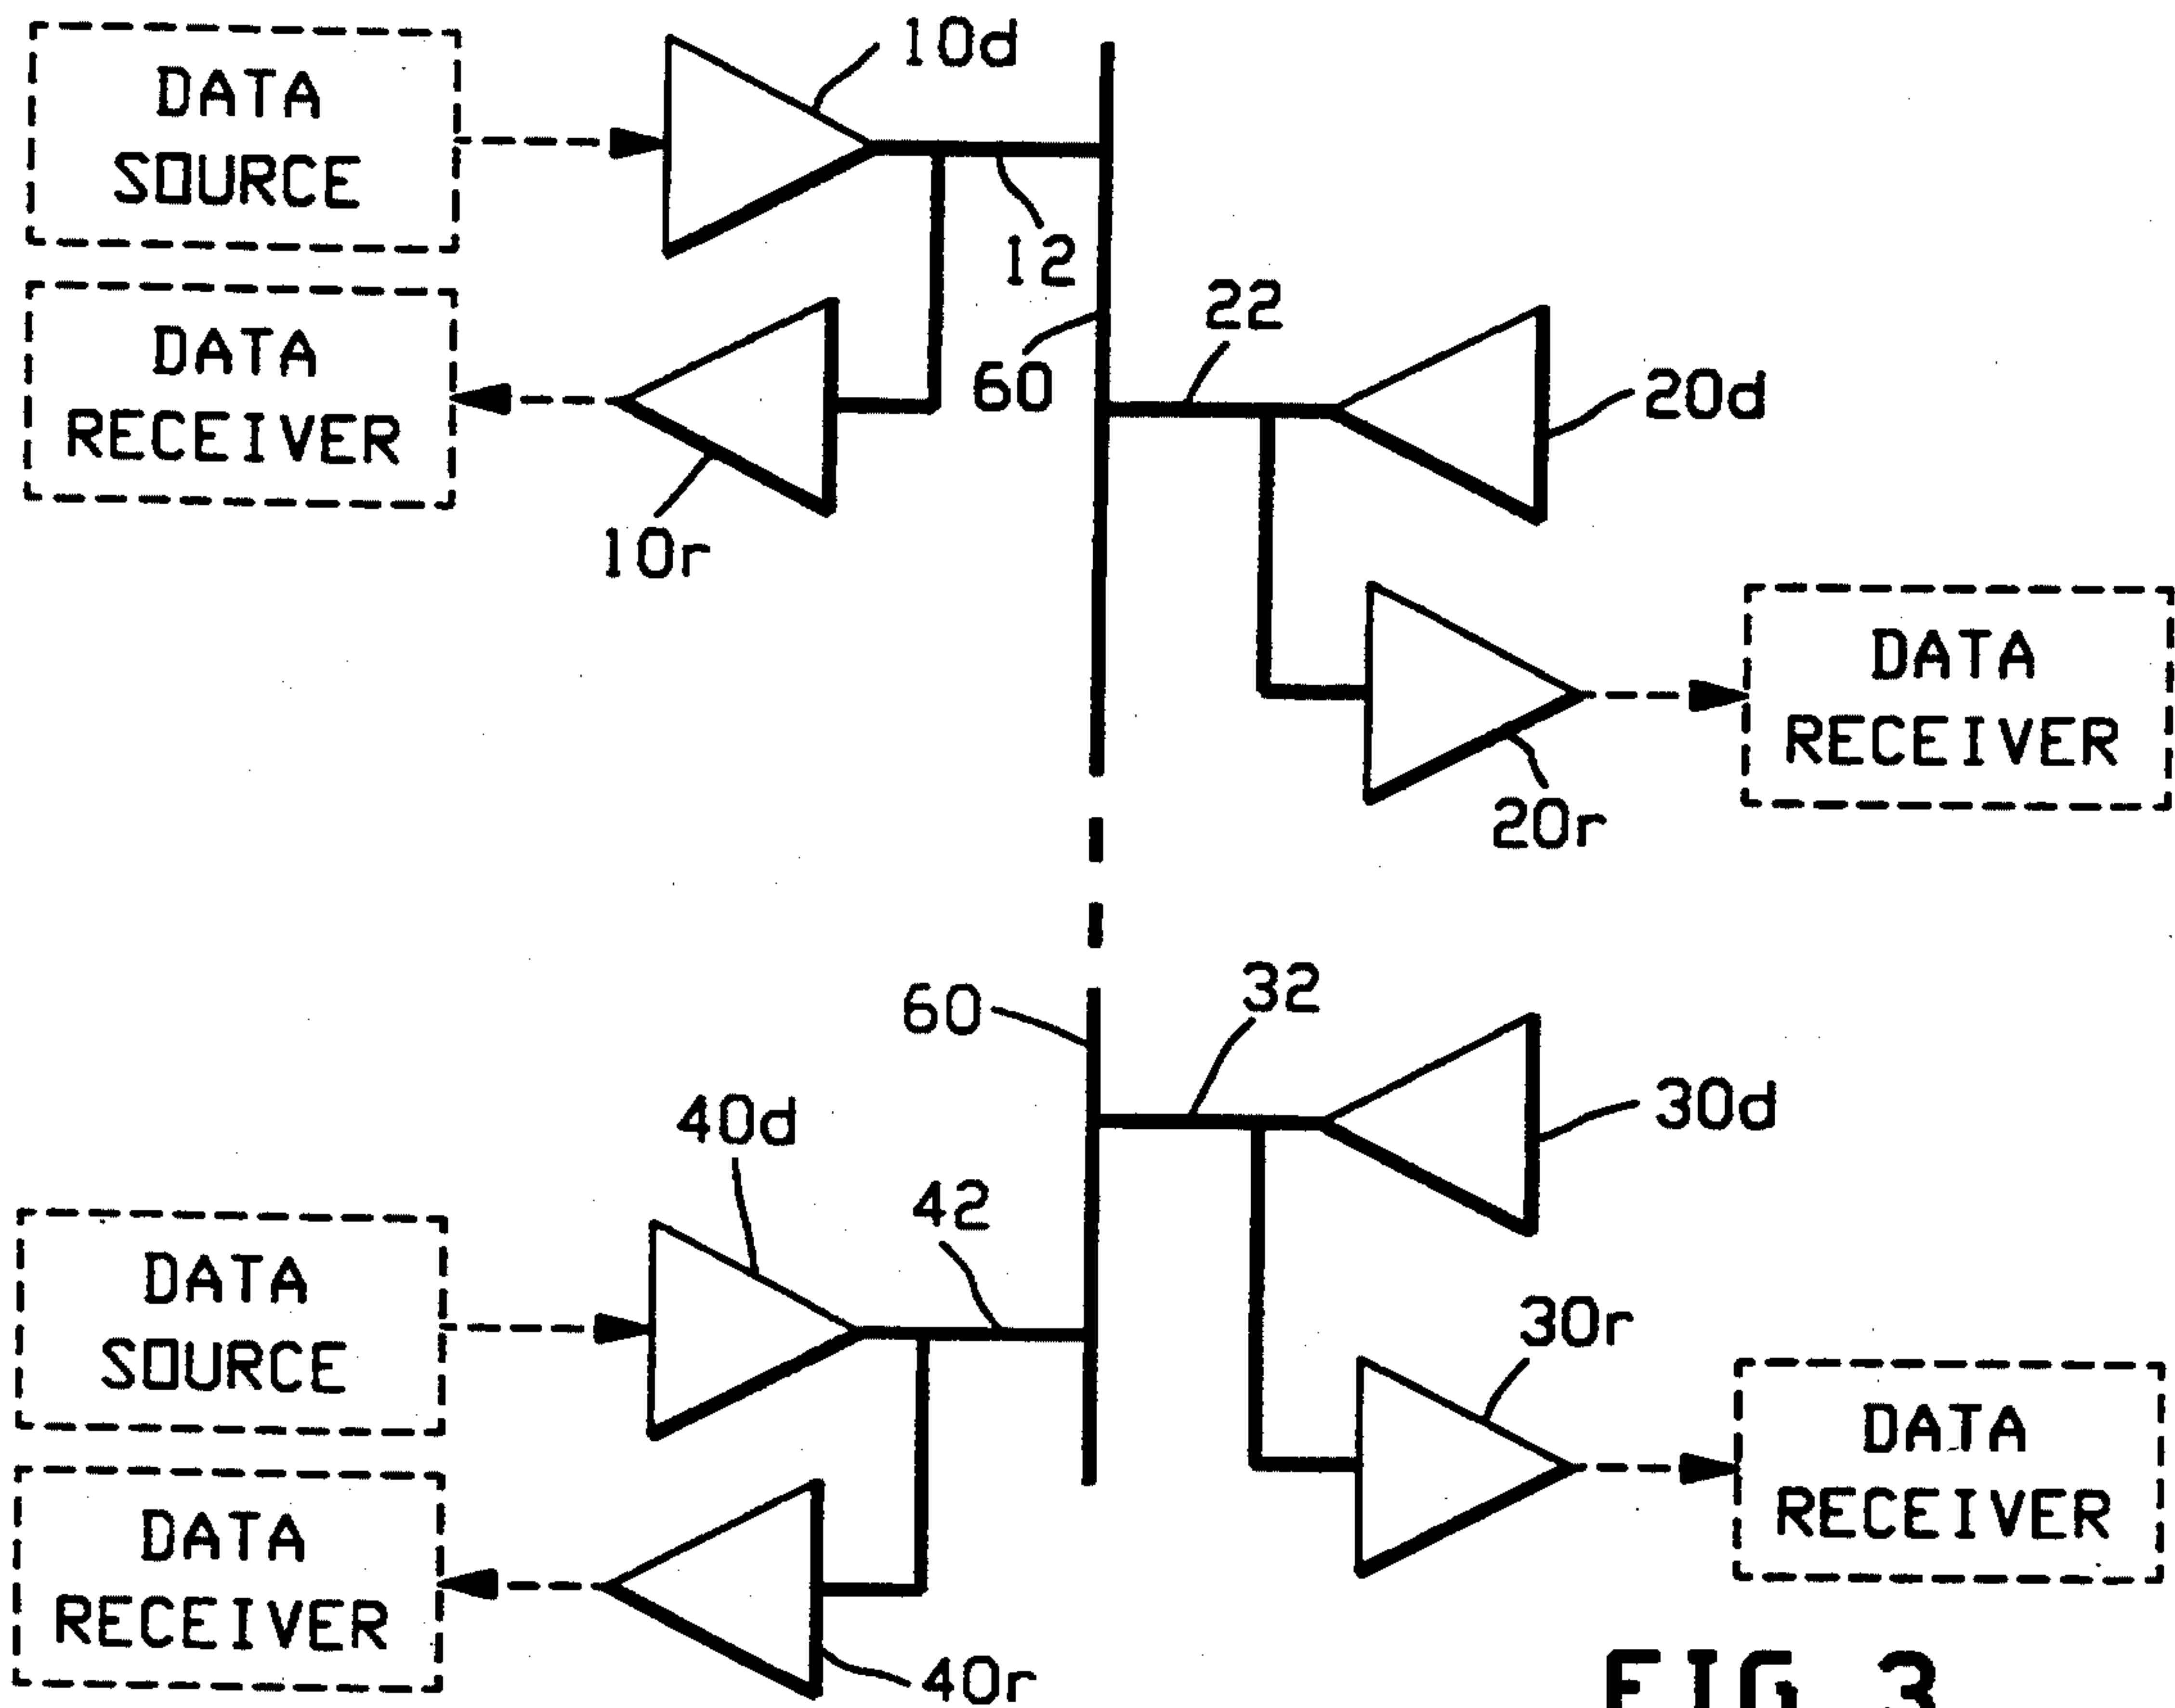 10d
DATA
SOURCE
12
22
DATA
RECEIVER
60
20d
10r
DATA
RECEIVER
20r
60
32
40d
30d
42
DATA
SOURCE
30r
DATA
RECEIVER
DATA
RECEIVER
40r
FIG 3